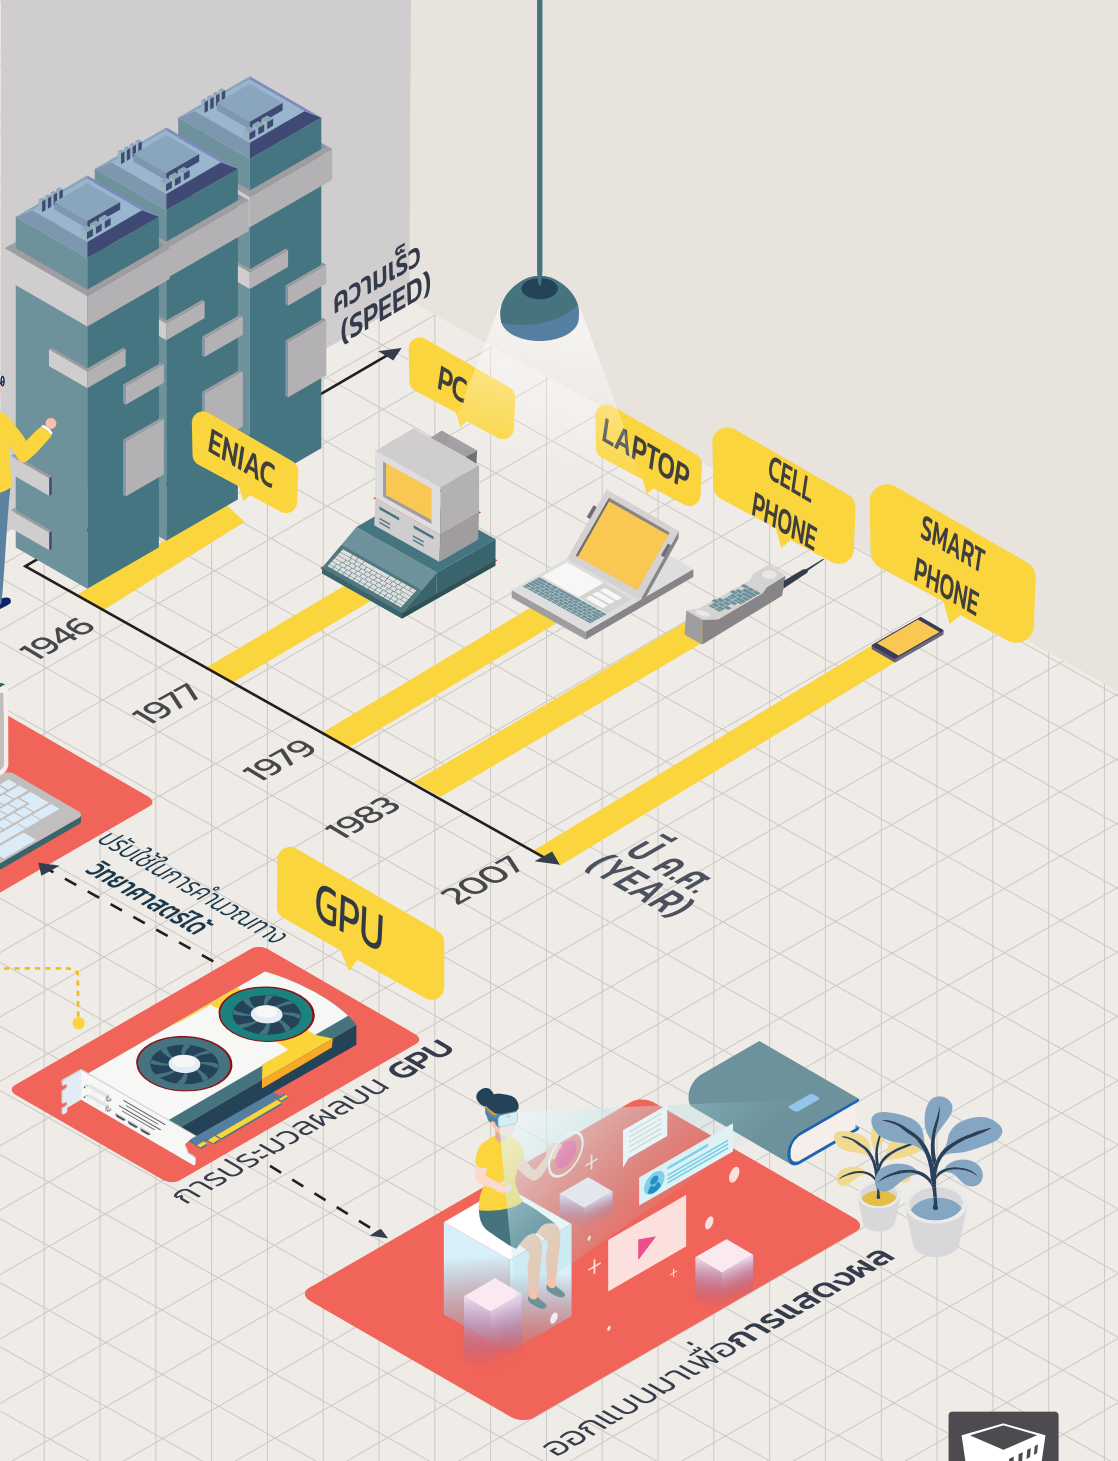 ความเร็ว
(SPEED)
PC
ENIAC
LAPTOP
CELL
PHONE
SMART
PHONE
1946
1977
1979
1983
2007
ปี ค.ศ.
(YEAR)
ปรับใช้ในการคำนวณทาง
วิทยาศาสตร์ได้
GPU
การประมวลผลบน GPU
ออกแบบมาเพื่อการแสดงผล